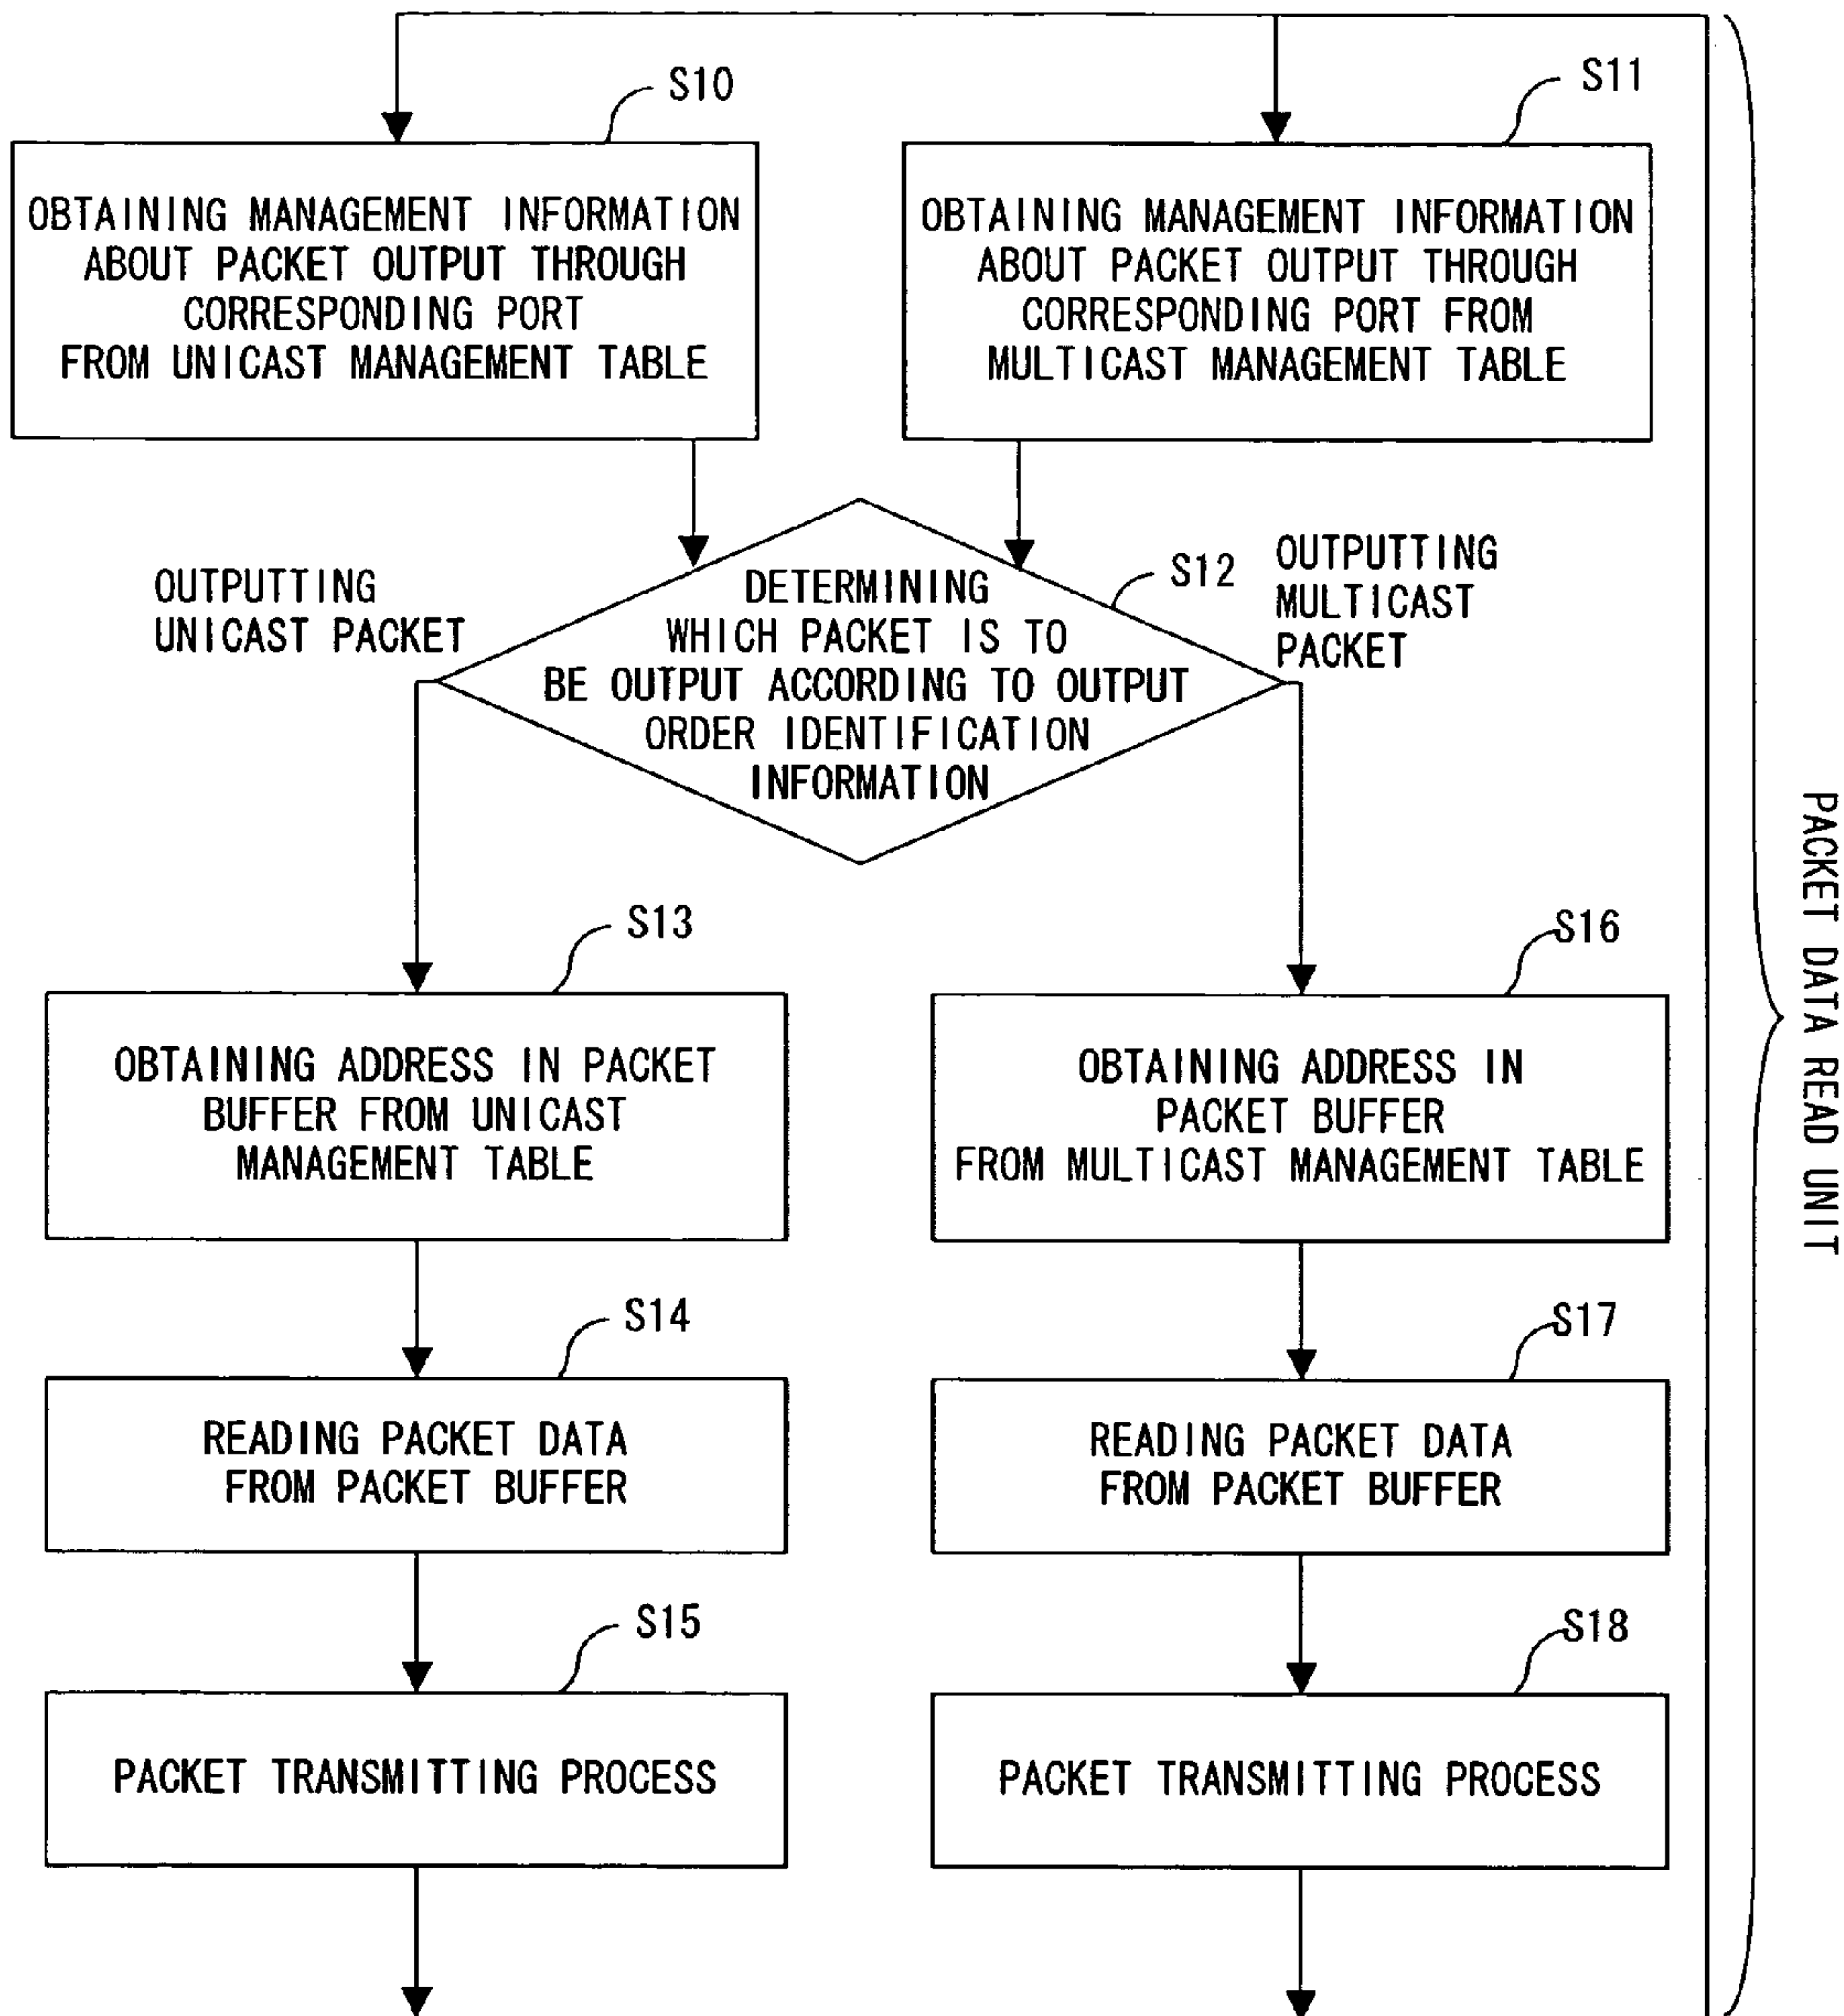 S10
S11
OBTAINING MANAGEMENT INFORMATION
ABOUT PACKET OUTPUT THROUGH
CORRESPONDING PORT
FROM UNICAST MANAGEMENT TABLE
OBTAINING MANAGEMENT INFORMATION
ABOUT PACKET OUTPUT THROUGH
CORRESPONDING PORT FROM
MULTICAST MANAGEMENT TABLE
OUTPUTTING
UNICAST PACKET
S12
DETERMINING
WHICH PACKET IS TO
BE OUTPUT ACCORDING TO OUTPUT
ORDER IDENTIFICATION
INFORMATION
OUTPUTTING
MULTICAST
PACKET
S13
OBTAINING ADDRESS IN PACKET
BUFFER FROM UNICAST
MANAGEMENT TABLE
S16
OBTAINING ADDRESS IN
PACKET BUFFER
FROM MULTICAST MANAGEMENT TABLE
S14
READING PACKET DATA
FROM PACKET BUFFER
S17
READING PACKET DATA
FROM PACKET BUFFER
S15
PACKET TRANSMITTING PROCESS
S18
PACKET TRANSMITTING PROCESS
PACKET DATA READ UNIT